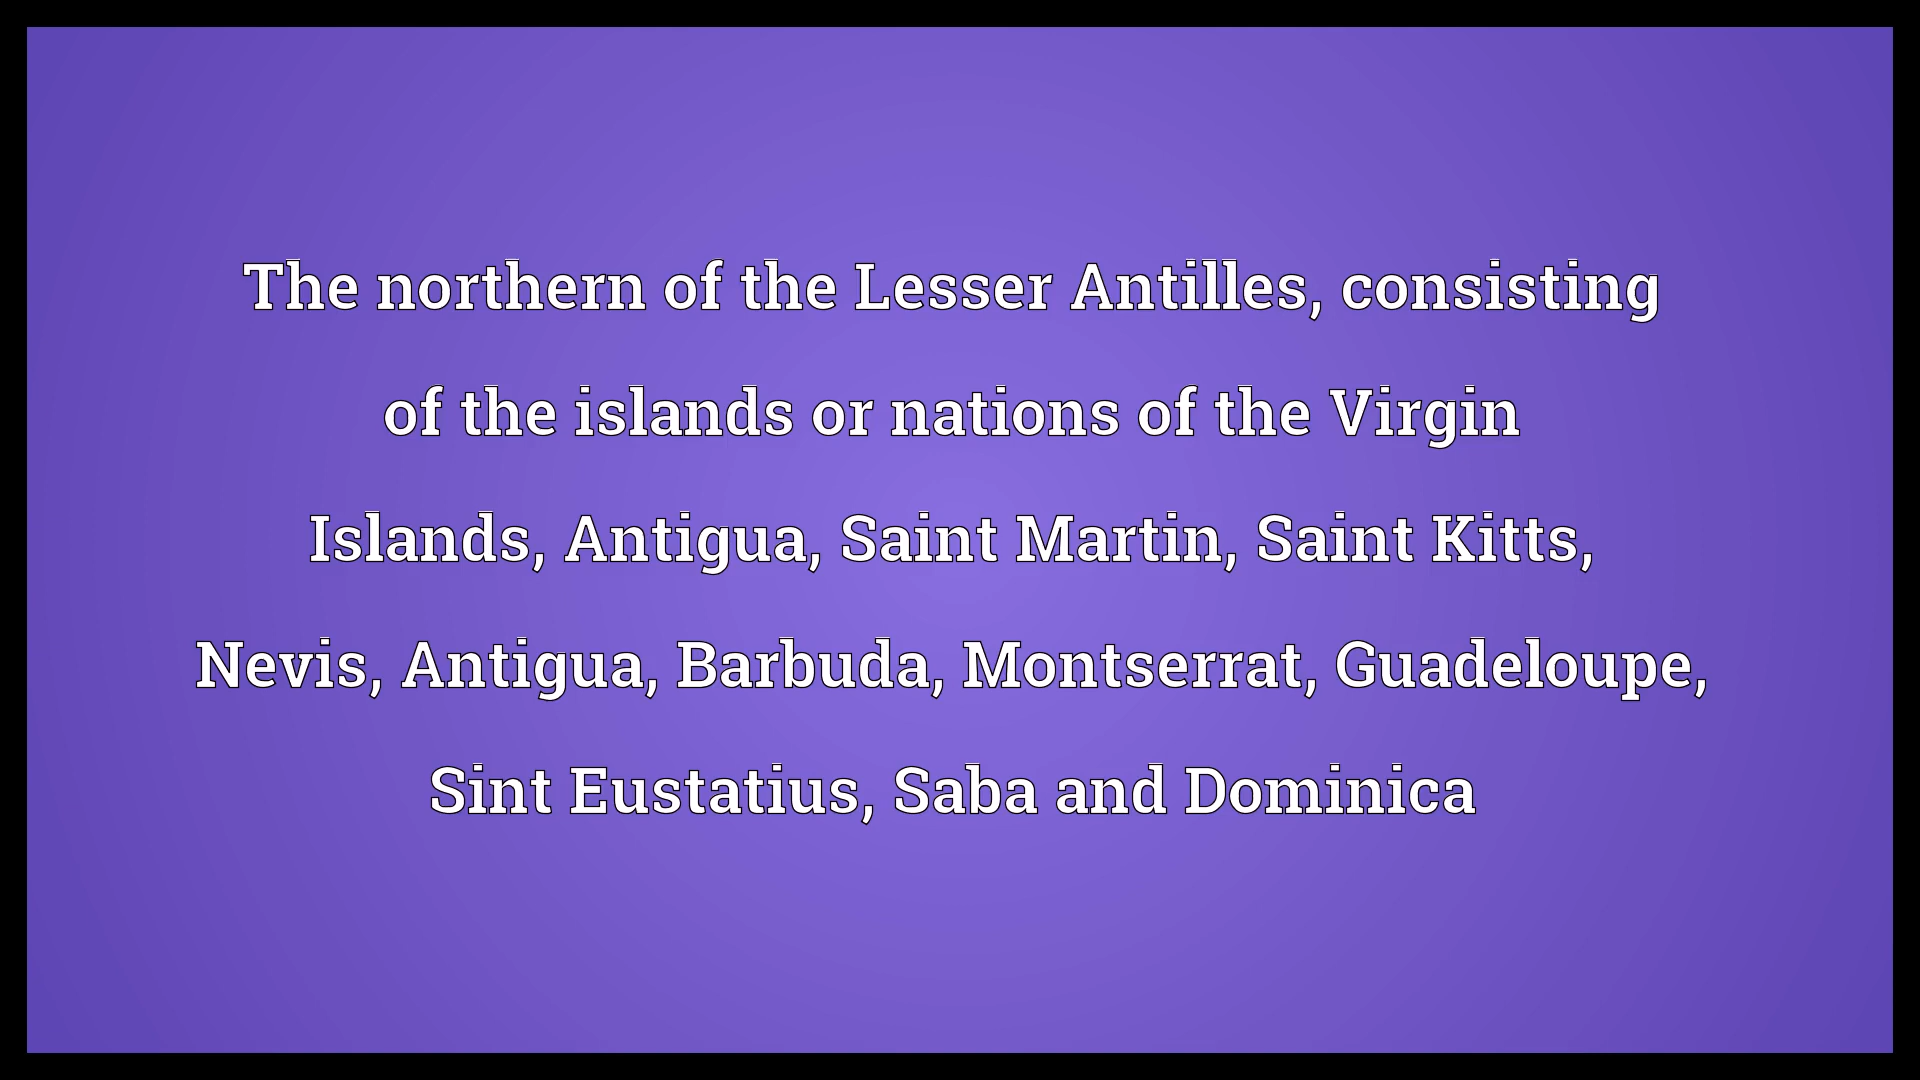 The northern of the Lesser Antilles, consisting
of the islands or nations of the Virgin
Islands, Antigua, Saint Martin, Saint Kitts,
Nevis, Antigua, Barbuda, Montserrat, Guadeloupe,
Sint Eustatius, Saba and Dominica